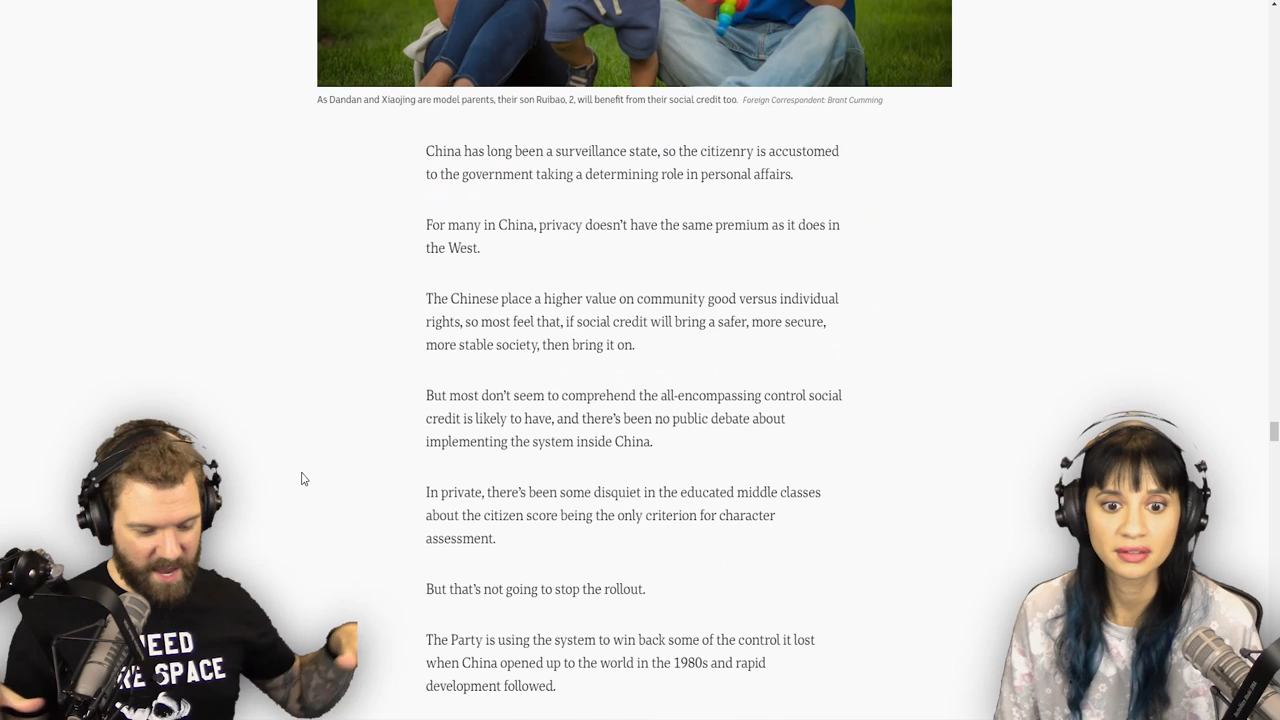 As Dandan and Xiaojing are model parents, their son Ruibao, 2, will benefit from their social credit too. Foreign Correspondent: Brant Cumming
China has long been a surveillance state, so the citizenry is accustomed
to the government taking a determining role in personal affairs.
For many in China, privacy doesn’t have the same premium as it does in
the West.
The Chinese place a higher value on community good versus individual
rights, so most feel that, if social credit will bring a safer, more secure,
more stable society, then bring it on.
But most don’t seem to comprehend the all-encompassing control social
credit is likely to have, and there’s been no public debate about
implementing the system inside China.
In private, there’s been some disquiet in the educated middle classes
about the citizen score being the only criterion for character
assessment.
But that’s not going to stop the rollout.
The Party is using the system to win back some of the control it lost
when China opened up to the world in the 1980s and rapid
development followed.
SPACE